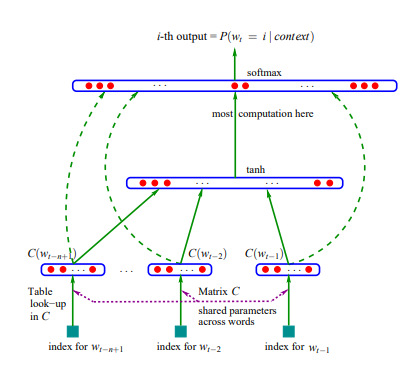 i-th output = P(w_t = i | context)
softmax
. . .
. . .
most computation here
tanh
. . .
. . .
C(w_{t−n+1})
C(w_{t−2})
C(w_{t−1})
. . .
. . .
. . .
. . .
Table
look−up
in C
Matrix C
shared parameters
across words
index for w_{t−n+1}
index for w_{t−2}
index for w_{t−1}